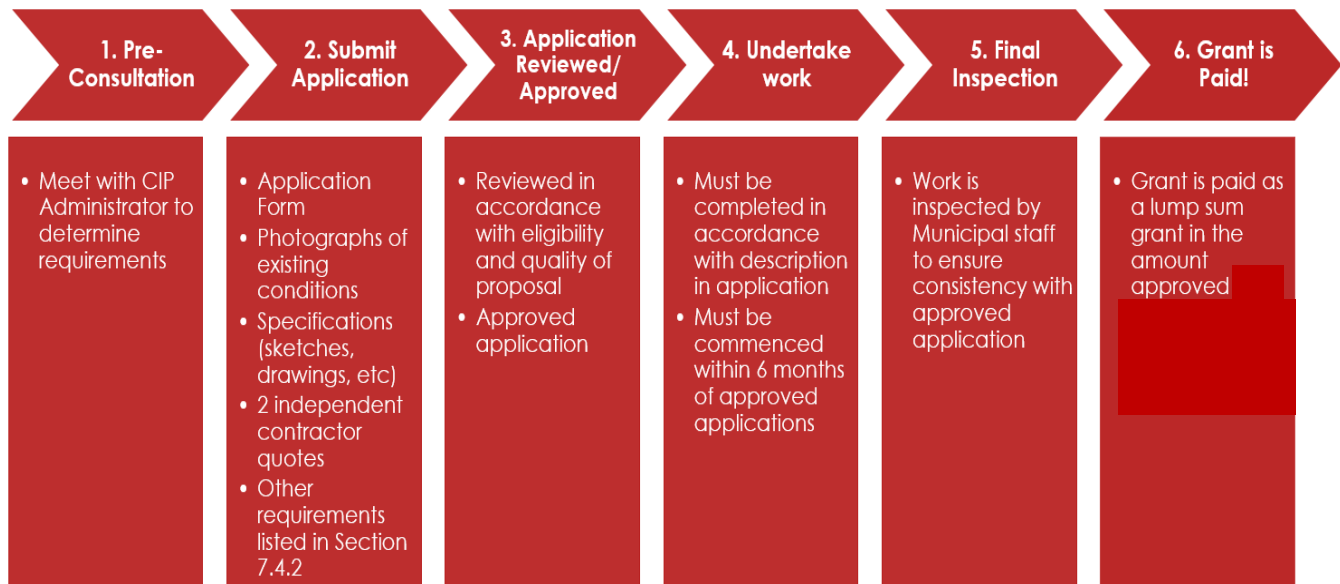 1. Pre-
Consultation
2. Submit
Application
3. Application
Reviewed/
Approved
4. Undertake
work
5. Final
Inspection
6. Grant is
Paid!
• Meet with CIP
Administrator to
determine
requirements
• Application
Form
• Photographs of
existing
conditions
• Specifications
(sketches,
drawings, etc)
• 2 independent
contractor
quotes
• Other
requirements
listed in Section
7.4.2
• Reviewed in
accordance
with eligibility
and quality of
proposal
• Approved
application
• Must be
completed in
accordance
with description
in application
• Must be
commenced
within 6 months
of approved
applications
• Work is
inspected by
Municipal staff
to ensure
consistency with
approved
application
• Grant is paid as
a lump sum
grant in the
amount
approved